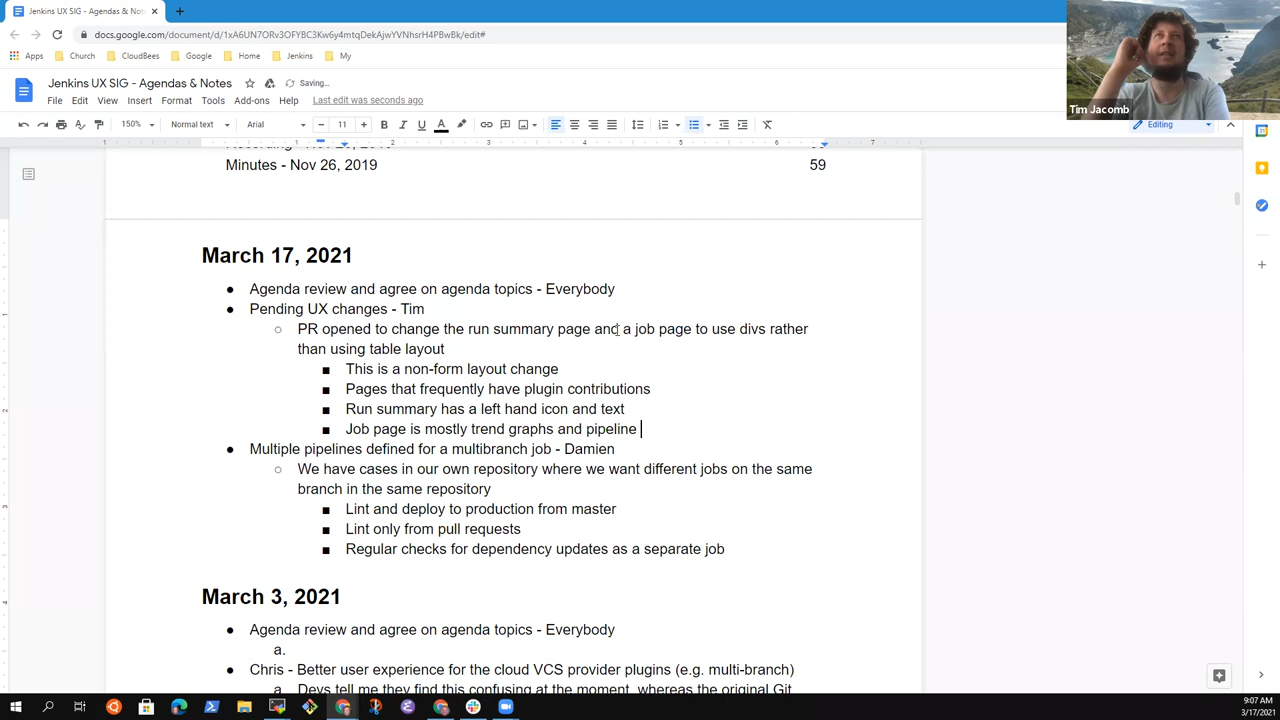 Jenkins UX SIG - Agendas & Note
docs.google.com/document/d/1xA6UN7ORv3OFYBC3Kw6y4mtqDekAjwYVNhsrH4PBwBk/edit#
Apps Church CloudBees Google Home Jenkins My
Jenkins UX SIG - Agendas & Notes Saving...
File Edit View Insert Format Tools Add-ons Help Last edit was seconds ago
150% Normal text Arial 11 Editing
Tim Jacomb
1 1 2 3 4 5 6 7
Minutes - Nov 26, 2019 59
March 17, 2021
● Agenda review and agree on agenda topics - Everybody
● Pending UX changes - Tim
○ PR opened to change the run summary page and a job page to use divs rather
than using table layout
■ This is a non-form layout change
■ Pages that frequently have plugin contributions
■ Run summary has a left hand icon and text
■ Job page is mostly trend graphs and pipeline
● Multiple pipelines defined for a multibranch job - Damien
○ We have cases in our own repository where we want different jobs on the same
branch in the same repository
■ Lint and deploy to production from master
■ Lint only from pull requests
■ Regular checks for dependency updates as a separate job
March 3, 2021
● Agenda review and agree on agenda topics - Everybody
a.
● Chris - Better user experience for the cloud VCS provider plugins (e.g. multi-branch)
a. Devs tell me they find this confusing at the moment, whereas the original Git
9:07 AM
3/17/2021